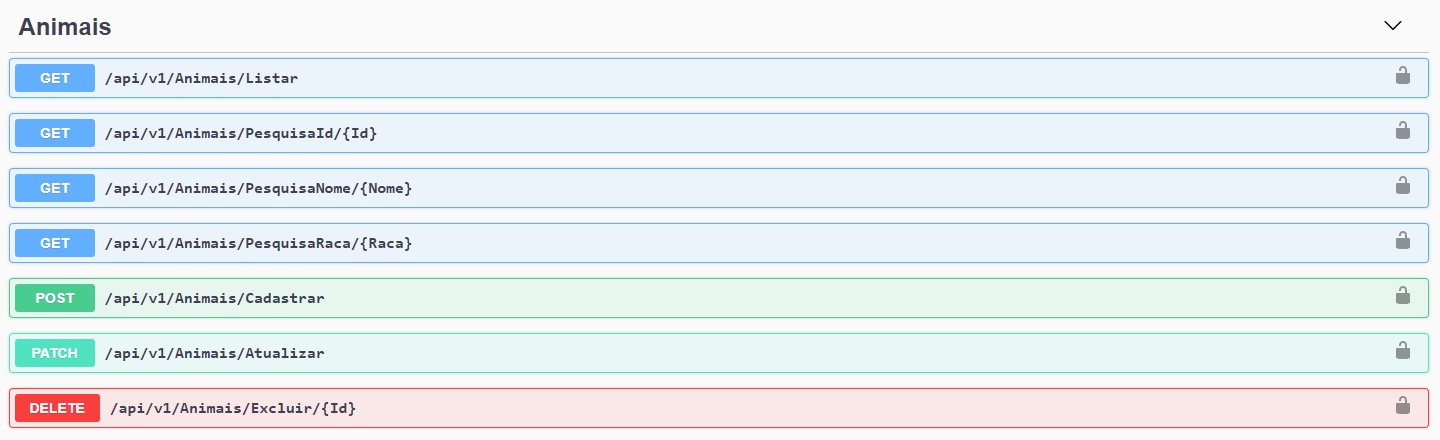 Animais
GET /api/v1/Animais/Listar
GET /api/v1/Animais/PesquisaId/{Id}
GET /api/v1/Animais/PesquisaNome/{Nome}
GET /api/v1/Animais/PesquisaRaca/{Raca}
POST /api/v1/Animais/Cadastrar
PATCH /api/v1/Animais/Atualizar
DELETE /api/v1/Animais/Excluir/{Id}